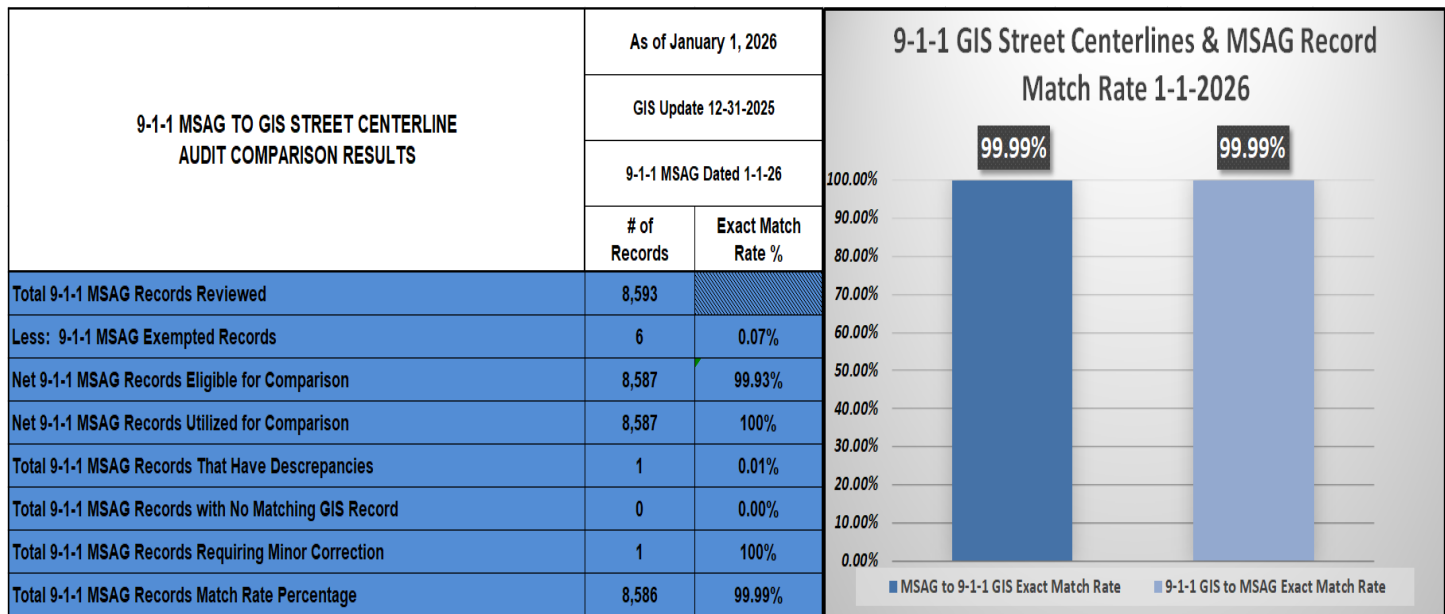 9-1-1 MSAG TO GIS STREET CENTERLINE
AUDIT COMPARISON RESULTS
As of January 1, 2026
GIS Update 12-31-2025
9-1-1 MSAG Dated 1-1-26
# of
Records
Exact Match
Rate %
Total 9-1-1 MSAG Records Reviewed 8,593
Less: 9-1-1 MSAG Exempted Records 6 0.07%
Net 9-1-1 MSAG Records Eligible for Comparison 8,587 99.93%
Net 9-1-1 MSAG Records Utilized for Comparison 8,587 100%
Total 9-1-1 MSAG Records That Have Descrepancies 1 0.01%
Total 9-1-1 MSAG Records with No Matching GIS Record 0 0.00%
Total 9-1-1 MSAG Records Requiring Minor Correction 1 100%
Total 9-1-1 MSAG Records Match Rate Percentage 8,586 99.99%
9-1-1 GIS Street Centerlines & MSAG Record
Match Rate 1-1-2026
99.99% 99.99%
100.00%
90.00%
80.00%
70.00%
60.00%
50.00%
40.00%
30.00%
20.00%
10.00%
0.00%
MSAG to 9-1-1 GIS Exact Match Rate 9-1-1 GIS to MSAG Exact Match Rate